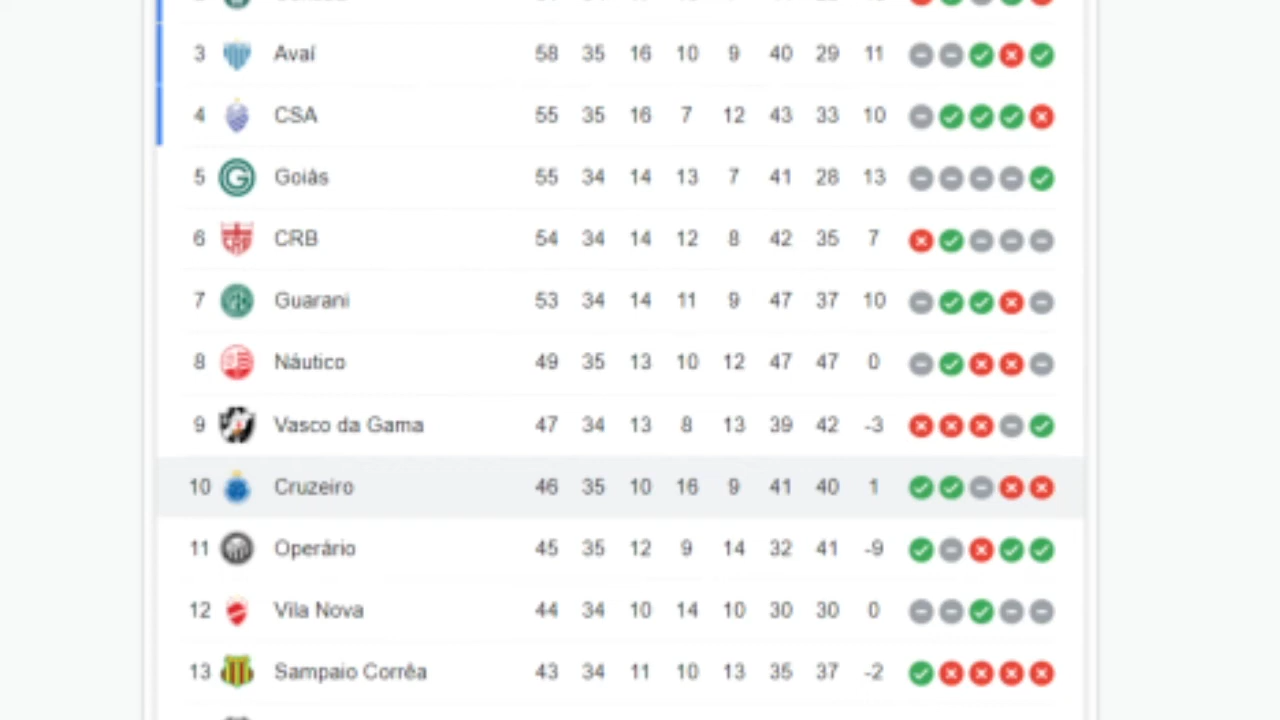 3 Avaí 58 35 16 10 9 40 29 11
4 CSA 55 35 16 7 12 43 33 10
5 Goiás 55 34 14 13 7 41 28 13
6 CRB 54 34 14 12 8 42 35 7
7 Guarani 53 34 14 11 9 47 37 10
8 Náutico 49 35 13 10 12 47 47 0
9 Vasco da Gama 47 34 13 8 13 39 42 -3
10 Cruzeiro 46 35 10 16 9 41 40 1
11 Operário 45 35 12 9 14 32 41 -9
12 Vila Nova 44 34 10 14 10 30 30 0
13 Sampaio Corrêa 43 34 11 10 13 35 37 -2